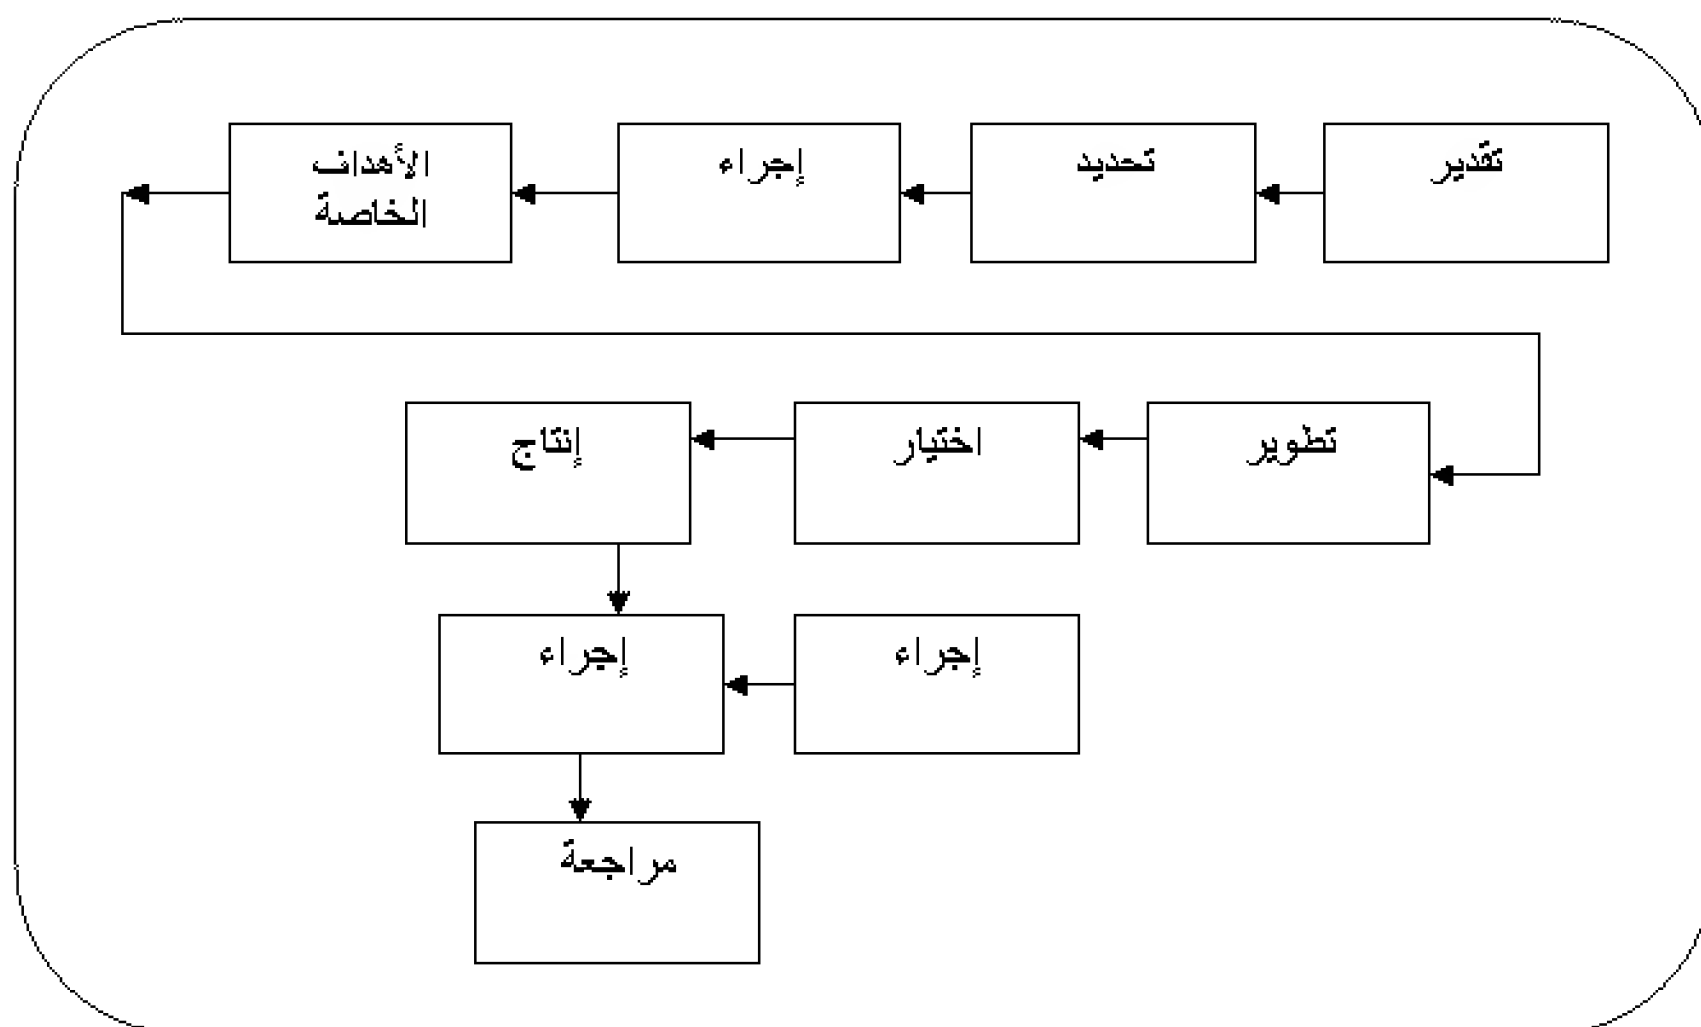 تقدير
تحديد
إجراء
الأهداف
الخاصة
تطوير
اختيار
إنتاج
إجراء
إجراء
مراجعة